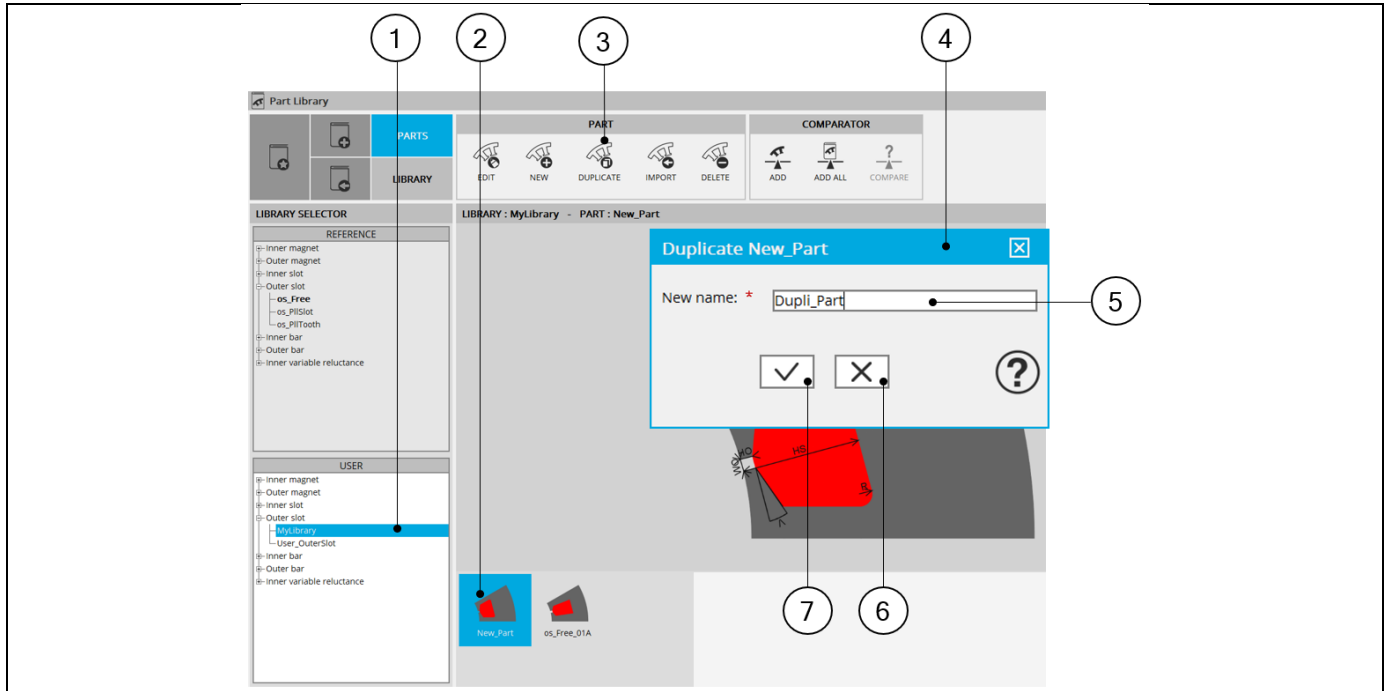 1
2
3
4
Part Library
PARTS
LIBRARY
PART
EDIT
NEW
DUPLICATE
IMPORT
DELETE
COMPARATOR
ADD
ADD ALL
?
COMPARE
LIBRARY SELECTOR
LIBRARY : MyLibrary - PART : New_Part
REFERENCE
Inner magnet
Outer magnet
Inner slot
Outer slot
os_Free
os_PllSlot
os_PllTooth
Inner bar
Outer bar
Inner variable reluctance
Duplicate New_Part
New name: * Dupli_Part
5
?
HO
WO
HS
R
V
USER
Inner magnet
Outer magnet
Inner slot
Outer slot
MyLibrary
User_OuterSlot
Inner bar
Outer bar
Inner variable reluctance
7
6
New_Part
os_Free_01A